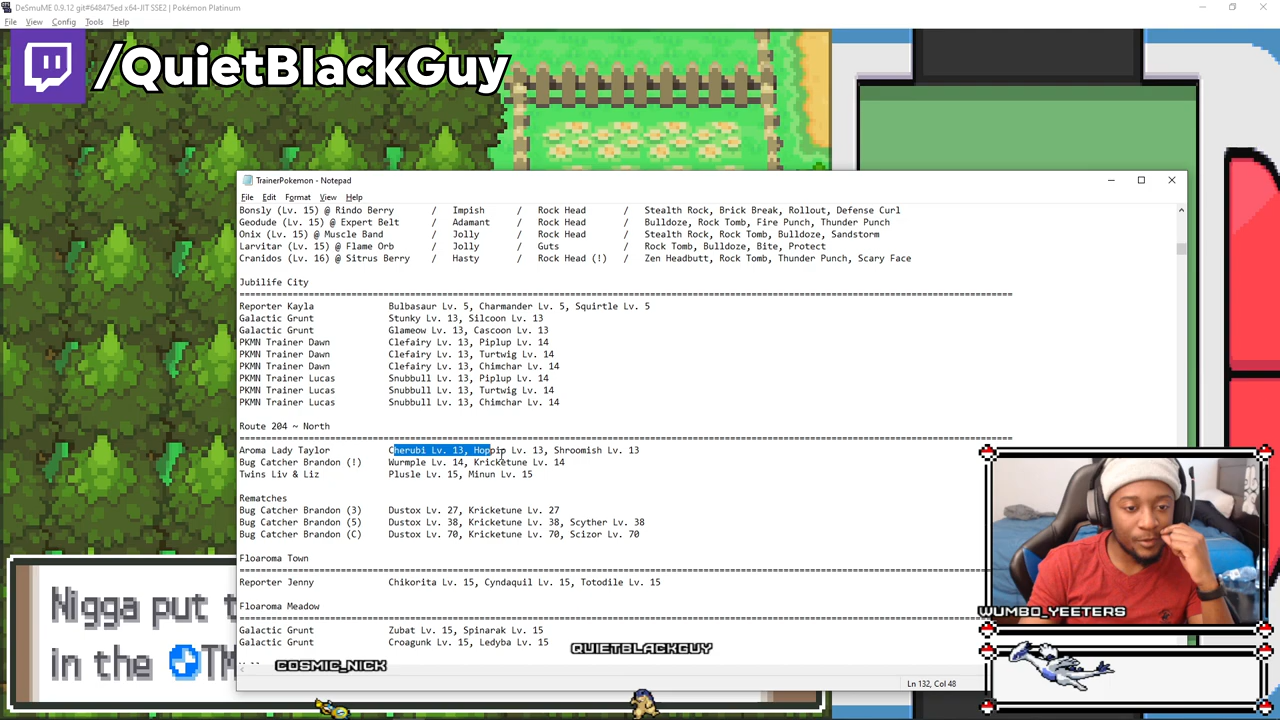 DeSmuME 0.9.12 git#648475ed x64-JIT SSE2 | Pokémon Platinum
File View Config Tools Help
/QuietBlackGuy
TrainerPokemon - Notepad
File Edit Format View Help
Bonsly (Lv. 15) @ Rindo Berry / Impish / Rock Head / Stealth Rock, Brick Break, Rollout, Defense Curl
Geodude (Lv. 15) @ Expert Belt / Adamant / Rock Head / Bulldoze, Rock Tomb, Fire Punch, Thunder Punch
Onix (Lv. 15) @ Muscle Band / Jolly / Rock Head / Stealth Rock, Rock Tomb, Bulldoze, Sandstorm
Larvitar (Lv. 15) @ Flame Orb / Jolly / Guts / Rock Tomb, Bulldoze, Bite, Protect
Cranidos (Lv. 16) @ Sitrus Berry / Hasty / Rock Head (!) / Zen Headbutt, Rock Tomb, Thunder Punch, Scary Face
Jubilife City
Reporter Kayla Bulbasaur Lv. 5, Charmander Lv. 5, Squirtle Lv. 5
Galactic Grunt Stunky Lv. 13, Silcoon Lv. 13
Galactic Grunt Glameow Lv. 13, Cascoon Lv. 13
PKMN Trainer Dawn Clefairy Lv. 13, Piplup Lv. 14
PKMN Trainer Dawn Clefairy Lv. 13, Turtwig Lv. 14
PKMN Trainer Dawn Clefairy Lv. 13, Chimchar Lv. 14
PKMN Trainer Lucas Snubbull Lv. 13, Piplup Lv. 14
PKMN Trainer Lucas Snubbull Lv. 13, Turtwig Lv. 14
PKMN Trainer Lucas Snubbull Lv. 13, Chimchar Lv. 14
Route 204 ~ North
Aroma Lady Taylor Cherubi Lv. 13, Hoppip Lv. 13, Shroomish Lv. 13
Bug Catcher Brandon (!) Wurmple Lv. 14, Kricketune Lv. 14
Twins Liv & Liz Plusle Lv. 15, Minun Lv. 15
Rematches
Bug Catcher Brandon (3) Dustox Lv. 27, Kricketune Lv. 27
Bug Catcher Brandon (5) Dustox Lv. 38, Kricketune Lv. 38, Scyther Lv. 38
Bug Catcher Brandon (C) Dustox Lv. 70, Kricketune Lv. 70, Scizor Lv. 70
Floaroma Town
Reporter Jenny Chikorita Lv. 15, Cyndaquil Lv. 15, Totodile Lv. 15
Floaroma Meadow
Galactic Grunt Zubat Lv. 15, Spinarak Lv. 15
Galactic Grunt Croagunk Lv. 15, Ledyba Lv. 15
Ln 132, Col 48
Nigga put t
in the TM
WUMBO_YEETERS
QUIETBLACKGUY
COSMIC_NICK